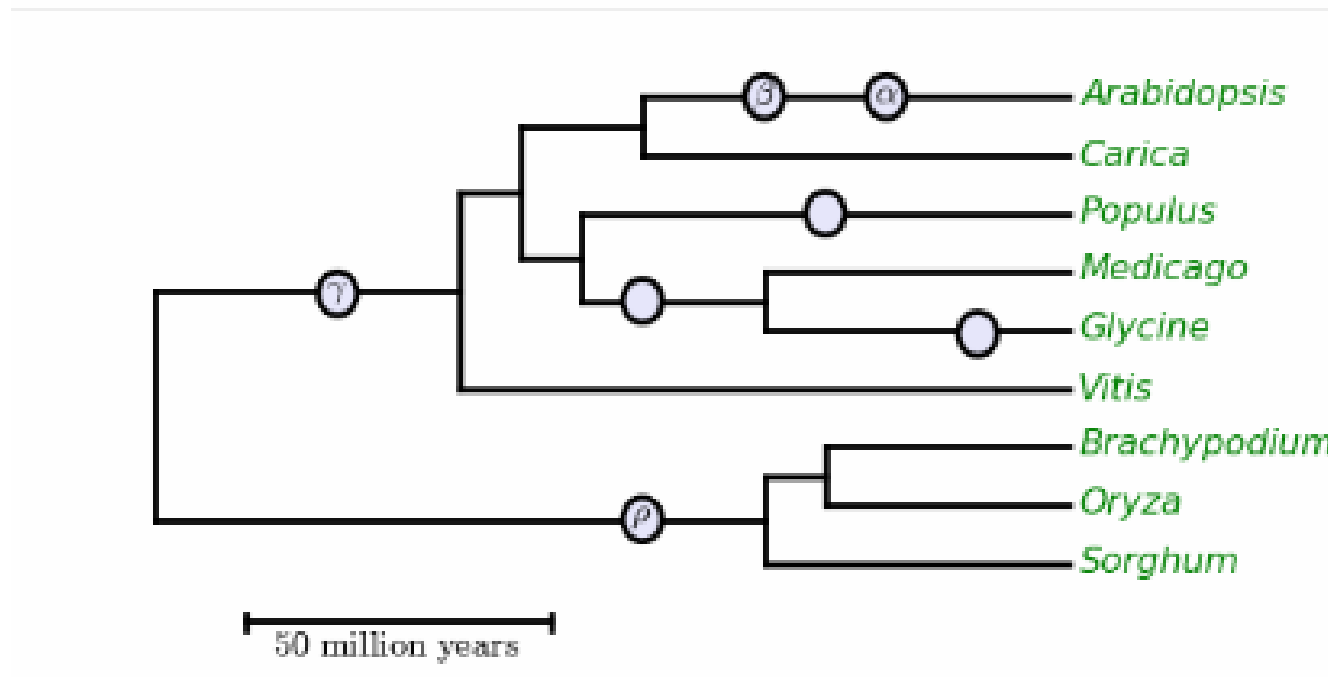 β α Arabidopsis
Carica
Populus
Medicago
γ
Glycine
Vitis
Brachypodium
Oryza
ρ
Sorghum
50 million years